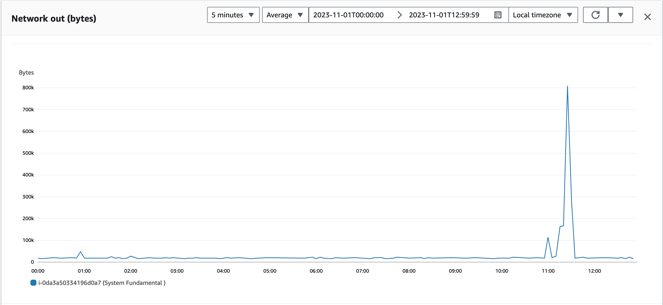 Network out (bytes)
5 minutes Average 2023-11-01T00:00:00 2023-11-01T12:59:59 Local timezone
Bytes
800k
700k
600k
500k
400k
300k
200k
100k
0
00:00 01:00 02:00 03:00 04:00 05:00 06:00 07:00 08:00 09:00 10:00 11:00 12:00
i-0da3a50334196d0a7 (System Fundamental )